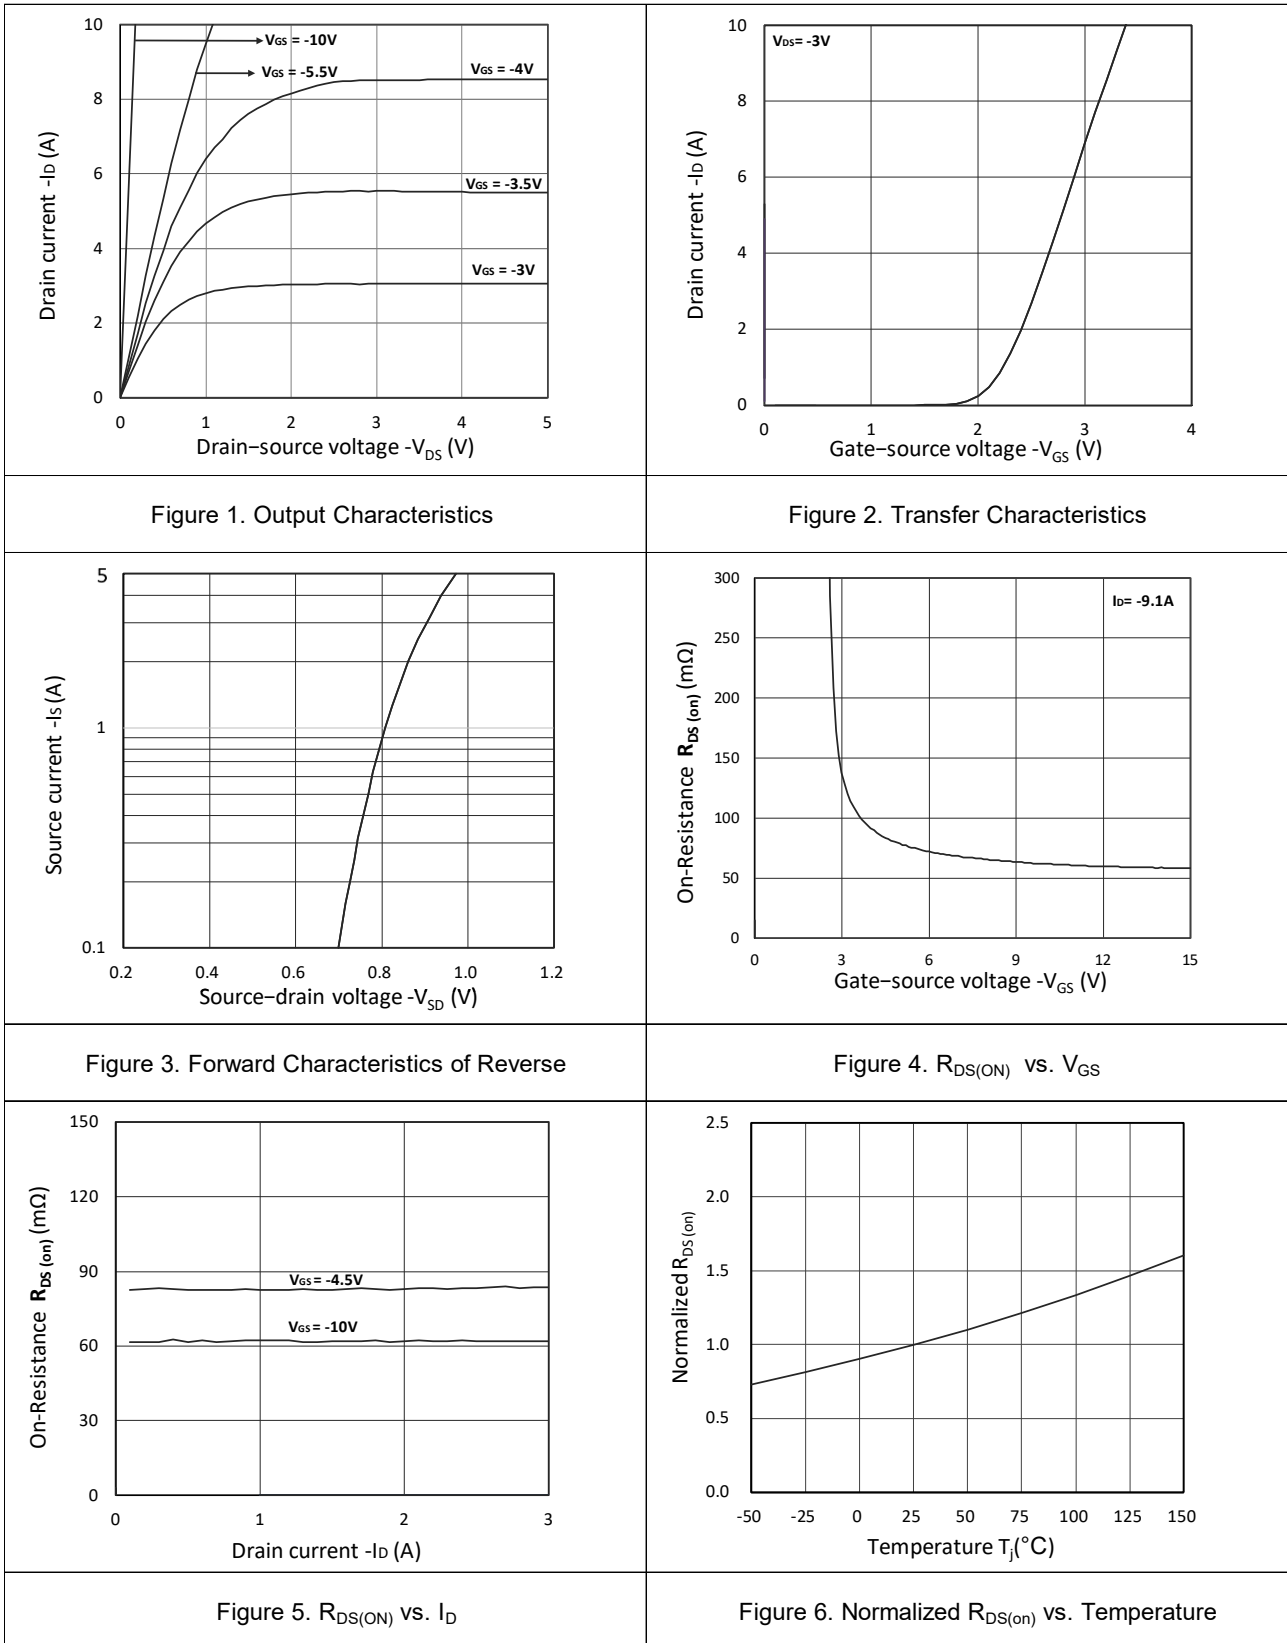 10
8
6
4
2
0
Drain current -ID (A)
VGS = -10V
VGS = -5.5V
VGS = -4V
VGS = -3.5V
VGS = -3V
0 1 2 3 4 5
Drain−source voltage -VDS (V)
Figure 1. Output Characteristics
10
8
6
4
2
0
Drain current -ID (A)
VDS= -3V
0 1 2 3 4
Gate−source voltage -VGS (V)
Figure 2. Transfer Characteristics
5
1
0.1
Source current -IS (A)
0.2 0.4 0.6 0.8 1.0 1.2
Source−drain voltage -VSD (V)
Figure 3. Forward Characteristics of Reverse
300
250
200
150
100
50
0
On-Resistance RDS (on) (mΩ)
ID= -9.1A
0 3 6 9 12 15
Gate−source voltage -VGS (V)
Figure 4. RDS(ON) vs. VGS
150
120
90
60
30
0
On-Resistance RDS (on) (mΩ)
VGS = -4.5V
VGS = -10V
0 1 2 3
Drain current -ID (A)
Figure 5. RDS(ON) vs. ID
2.5
2.0
1.5
1.0
0.5
0.0
Normalized RDS (on)
-50 -25 0 25 50 75 100 125 150
Temperature Tj(°C)
Figure 6. Normalized RDS(on) vs. Temperature